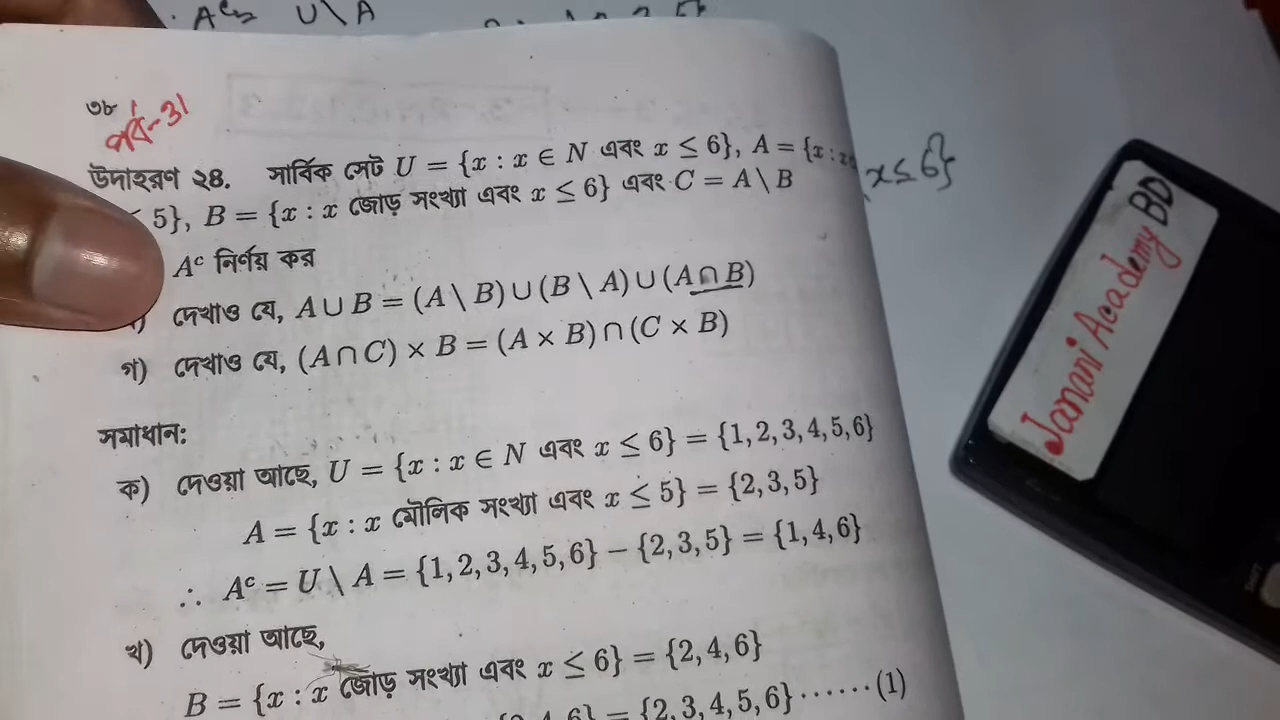 Aᶜ = U \ A
৩৮
পর্ব-31
উদাহরণ ২৪. সার্বিক সেট U = {x : x ∈ N এবং x ≤ 6}, A = {x : x
5}, B = {x : x জোড় সংখ্যা এবং x ≤ 6} এবং C = A \ B
x ≤ 6}
Aᶜ নির্ণয় কর
দেখাও যে, A ∪ B = (A \ B) ∪ (B \ A) ∪ (A ∩ B)
গ) দেখাও যে, (A ∩ C) × B = (A × B) ∩ (C × B)
সমাধান:
ক) দেওয়া আছে, U = {x : x ∈ N এবং x ≤ 6} = {1, 2, 3, 4, 5, 6}
A = {x : x মৌলিক সংখ্যা এবং x ≤ 5} = {2, 3, 5}
∴ Aᶜ = U \ A = {1, 2, 3, 4, 5, 6} − {2, 3, 5} = {1, 4, 6}
খ) দেওয়া আছে,
B = {x : x জোড় সংখ্যা এবং x ≤ 6} = {2, 4, 6}
= {2, 3, 4, 5, 6} ······ (1)
Janani Academy BD